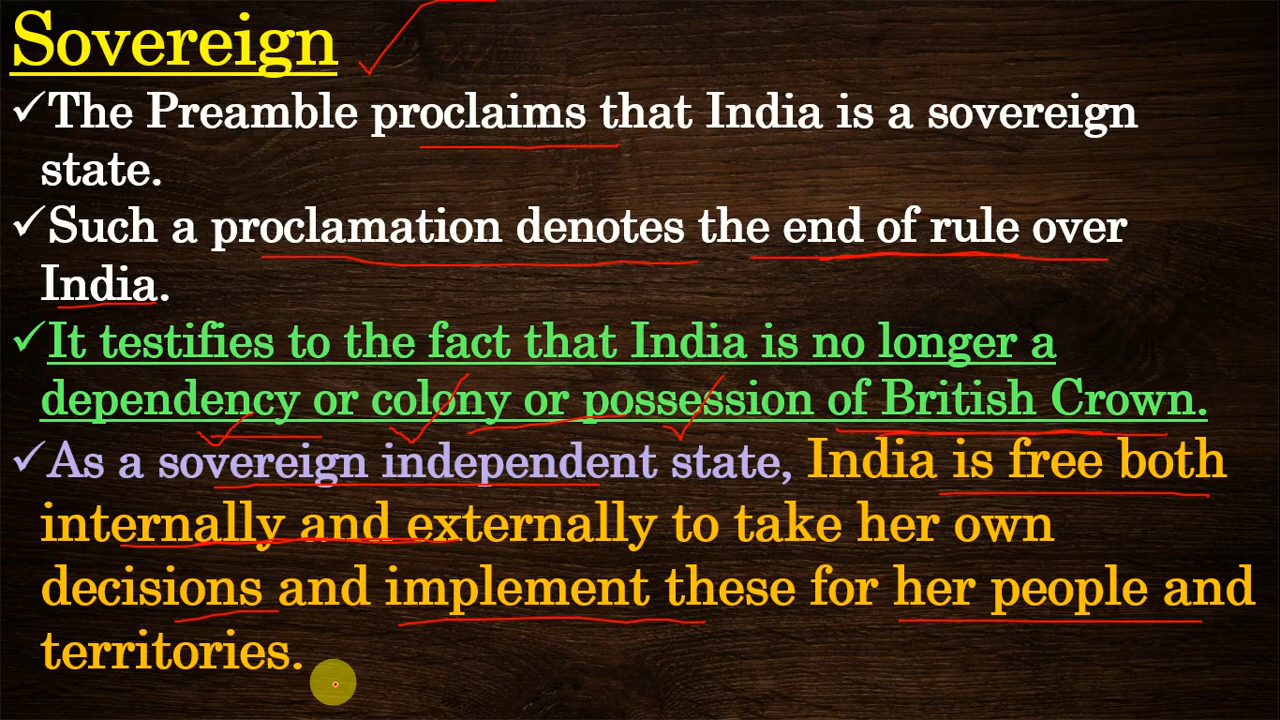 Sovereign
✓The Preamble proclaims that India is a sovereign
state.
✓Such a proclamation denotes the end of rule over
India.
✓It testifies to the fact that India is no longer a
dependency or colony or possession of British Crown.
✓As a sovereign independent state, India is free both
internally and externally to take her own
decisions and implement these for her people and
territories.